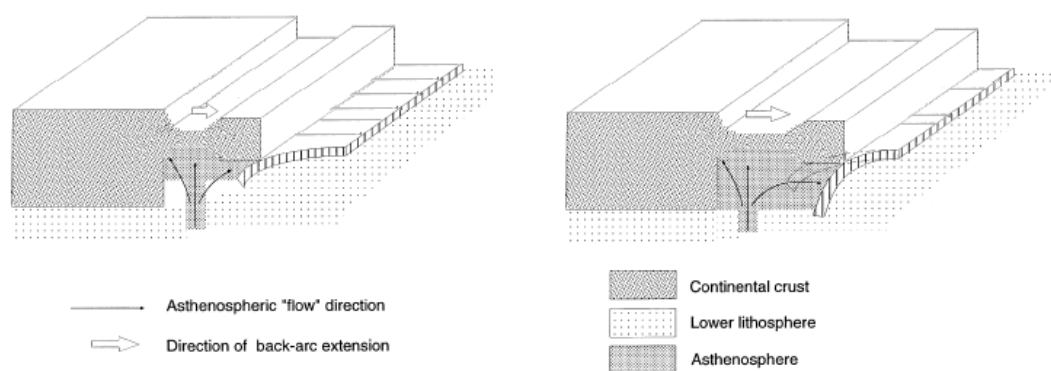 Asthenospheric "flow" direction
Direction of back-arc extension
Continental crust
Lower lithosphere
Asthenosphere